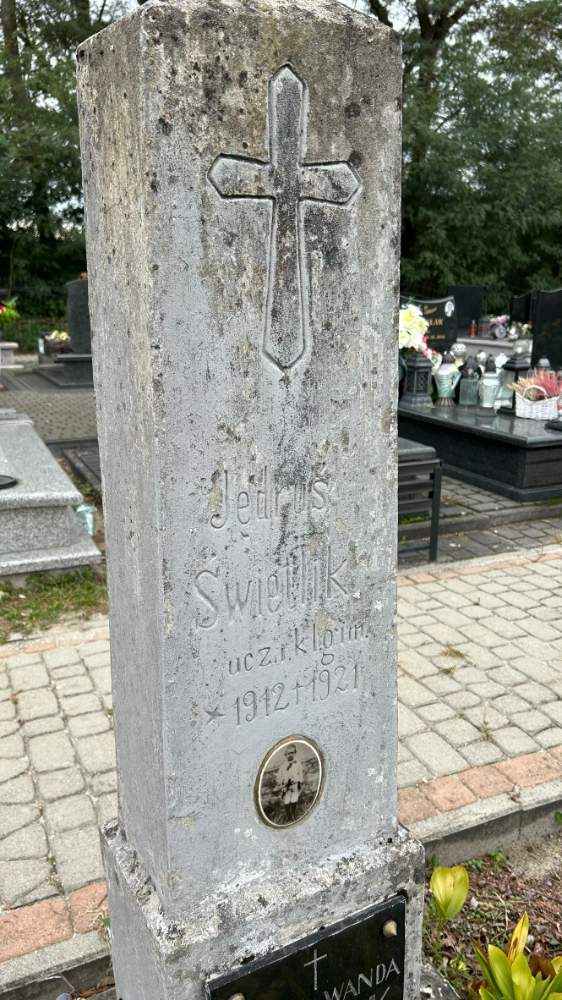 Jędruś
Świetlik
ucz. I. kl. gim.
* 1912 † 1921
WANDA